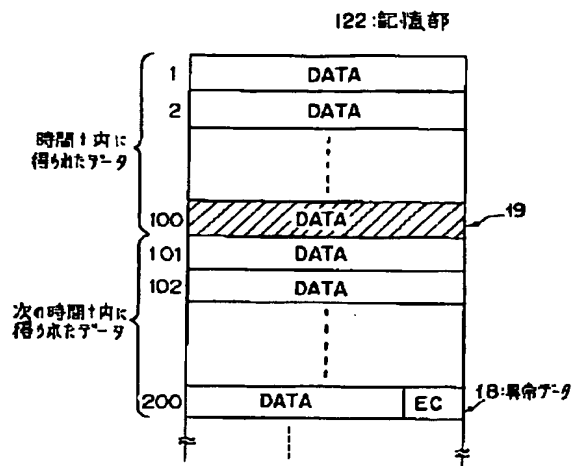 122:記憶部
1 DATA
2 DATA
時間t内に
得られたデータ
100 DATA 19
101 DATA
102 DATA
次の時間t内に
得られたデータ
200 DATA EC 18:異命データ